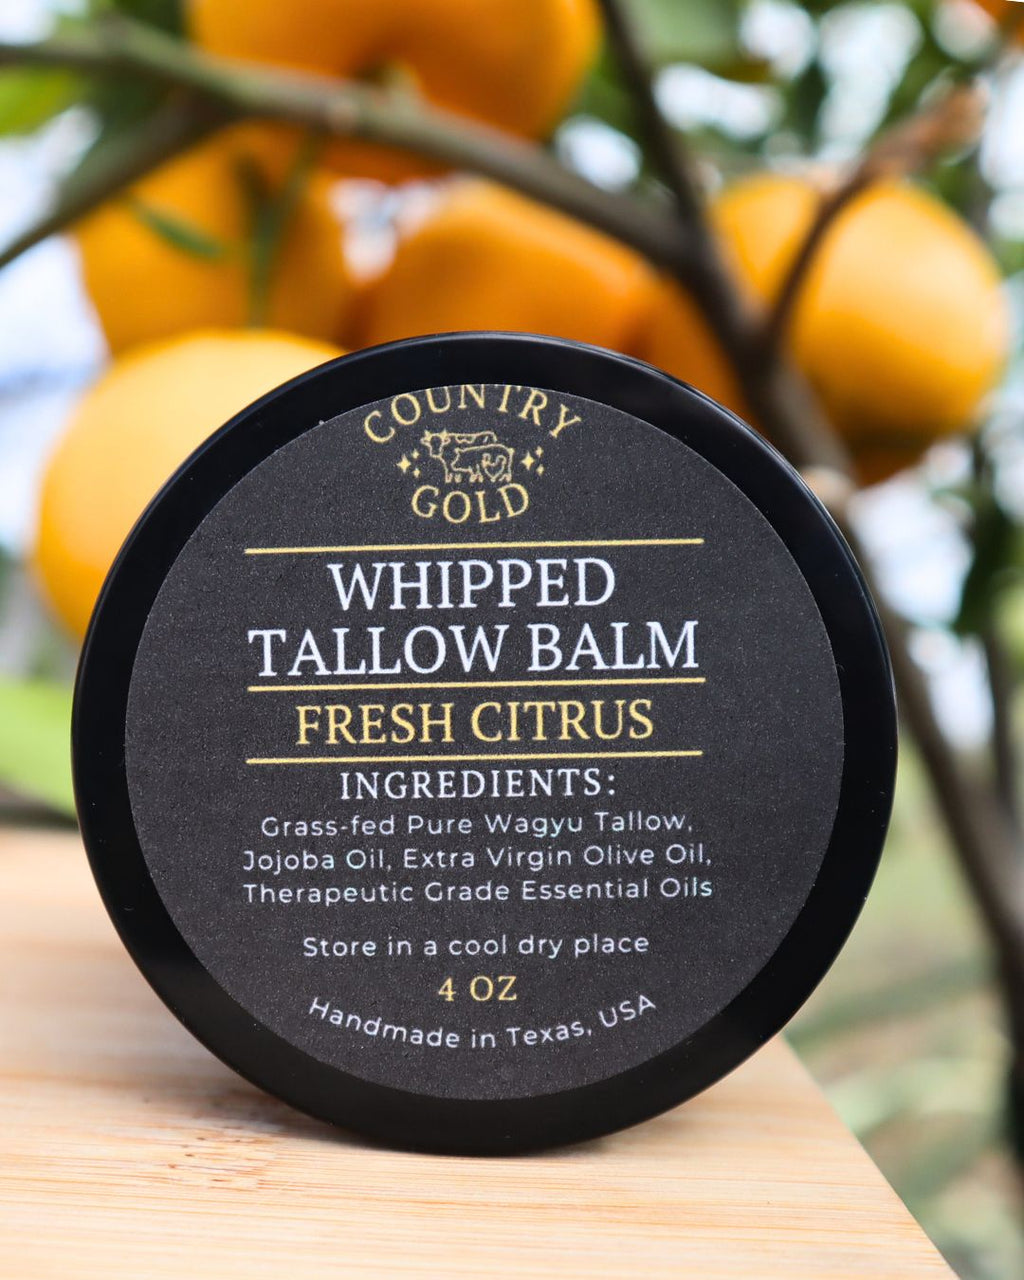 COUNTRY
GOLD
WHIPPED
TALLOW BALM
FRESH CITRUS
INGREDIENTS:
Grass-fed Pure Wagyu Tallow,
Jojoba Oil, Extra Virgin Olive Oil,
Therapeutic Grade Essential Oils
Store in a cool dry place
4 OZ
Handmade in Texas, USA